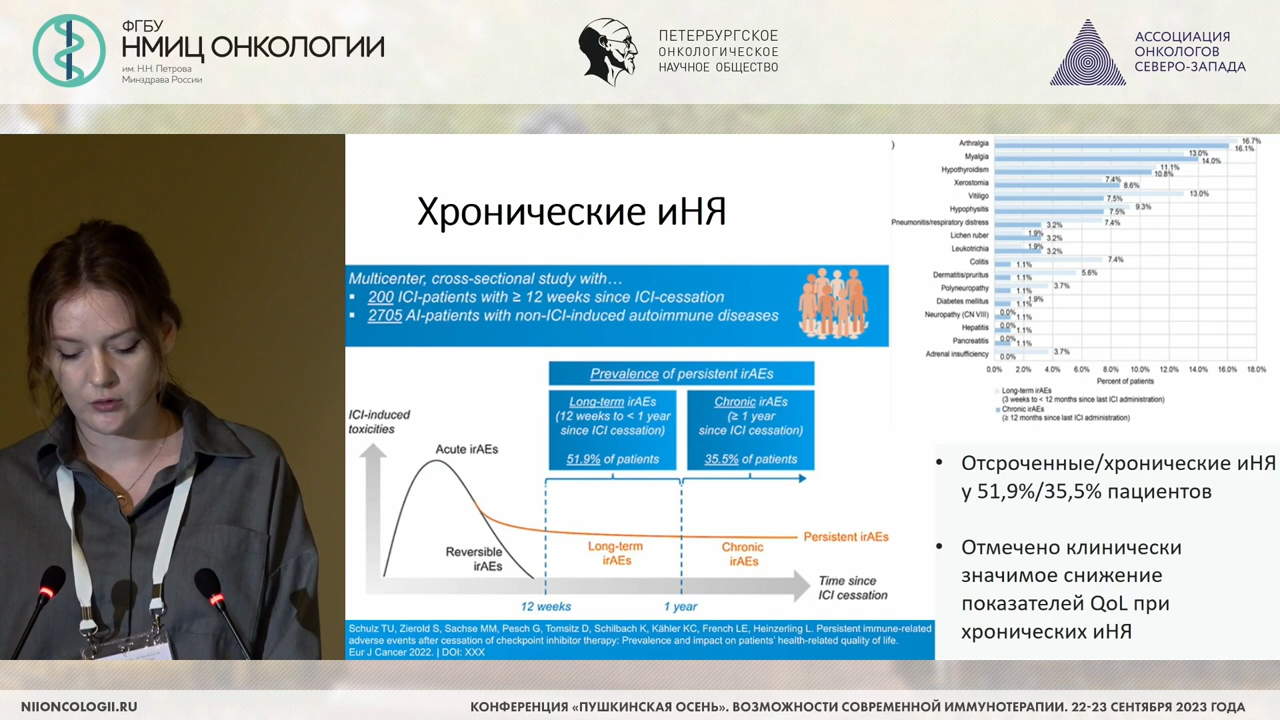 ФГБУ
НМИЦ ОНКОЛОГИИ
им. Н.Н. Петрова
Минздрава России
ПЕТЕРБУРГСКОЕ
ОНКОЛОГИЧЕСКОЕ
НАУЧНОЕ ОБЩЕСТВО
АССОЦИАЦИЯ
ОНКОЛОГОВ
СЕВЕРО-ЗАПАДА
Хронические иНЯ
Multicenter, cross-sectional study with…
▪ 200 ICI-patients with ≥ 12 weeks since ICI-cessation
▪ 2705 AI-patients with non-ICI-induced autoimmune diseases
Prevalence of persistent irAEs
Long-term irAEs
(12 weeks to < 1 year
since ICI cessation)
51.9% of patients
Chronic irAEs
(≥ 1 year
since ICI cessation)
35.5% of patients
ICI-induced
toxicities
Acute irAEs
Reversible
irAEs
Long-term
irAEs
Chronic
irAEs
Persistent irAEs
Time since
ICI cessation
12 weeks
1 year
Schulz TU, Zierold S, Sachse MM, Pesch G, Tomsitz D, Schilbach K, Kähler KC, French LE, Heinzerling L. Persistent immune-related
adverse events after cessation of checkpoint inhibitor therapy: Prevalence and impact on patients' health-related quality of life.
Eur J Cancer 2022. | DOI: XXX
)
Arthralgia 16.7% 16.1%
Myalgia 13.0% 14.0%
Hypothyroidism 11.1% 10.8%
Xerostomia 7.4% 8.6%
Vitiligo 13.0% 7.5%
Hypophysitis 9.3% 7.5%
Pneumonitis/respiratory distress 7.4% 3.2%
Lichen ruber 1.9% 3.2%
Leukotrichia 1.9% 3.2%
Colitis 7.4% 1.1%
Dermatitis/pruritus 5.6% 1.1%
Polyneuropathy 3.7% 1.1%
Diabetes mellitus 1.9% 1.1%
Neuropathy (CN VIII) 0.0% 1.1%
Hepatitis 0.0% 1.1%
Pancreatitis 0.0% 1.1%
Adrenal insufficiency 3.7% 0.0%
0.0% 2.0% 4.0% 6.0% 8.0% 10.0% 12.0% 14.0% 16.0% 18.0%
Percent of patients
Long-term irAEs
(3 weeks to < 12 months since last ICI administration)
Chronic irAEs
(≥ 12 months since last ICI administration)
• Отсроченные/хронические иНЯ
у 51,9%/35,5% пациентов
• Отмечено клинически
значимое снижение
показателей QoL при
хронических иНЯ
NIIONCOLOGII.RU
КОНФЕРЕНЦИЯ «ПУШКИНСКАЯ ОСЕНЬ». ВОЗМОЖНОСТИ СОВРЕМЕННОЙ ИММУНОТЕРАПИИ. 22-23 СЕНТЯБРЯ 2023 ГОДА